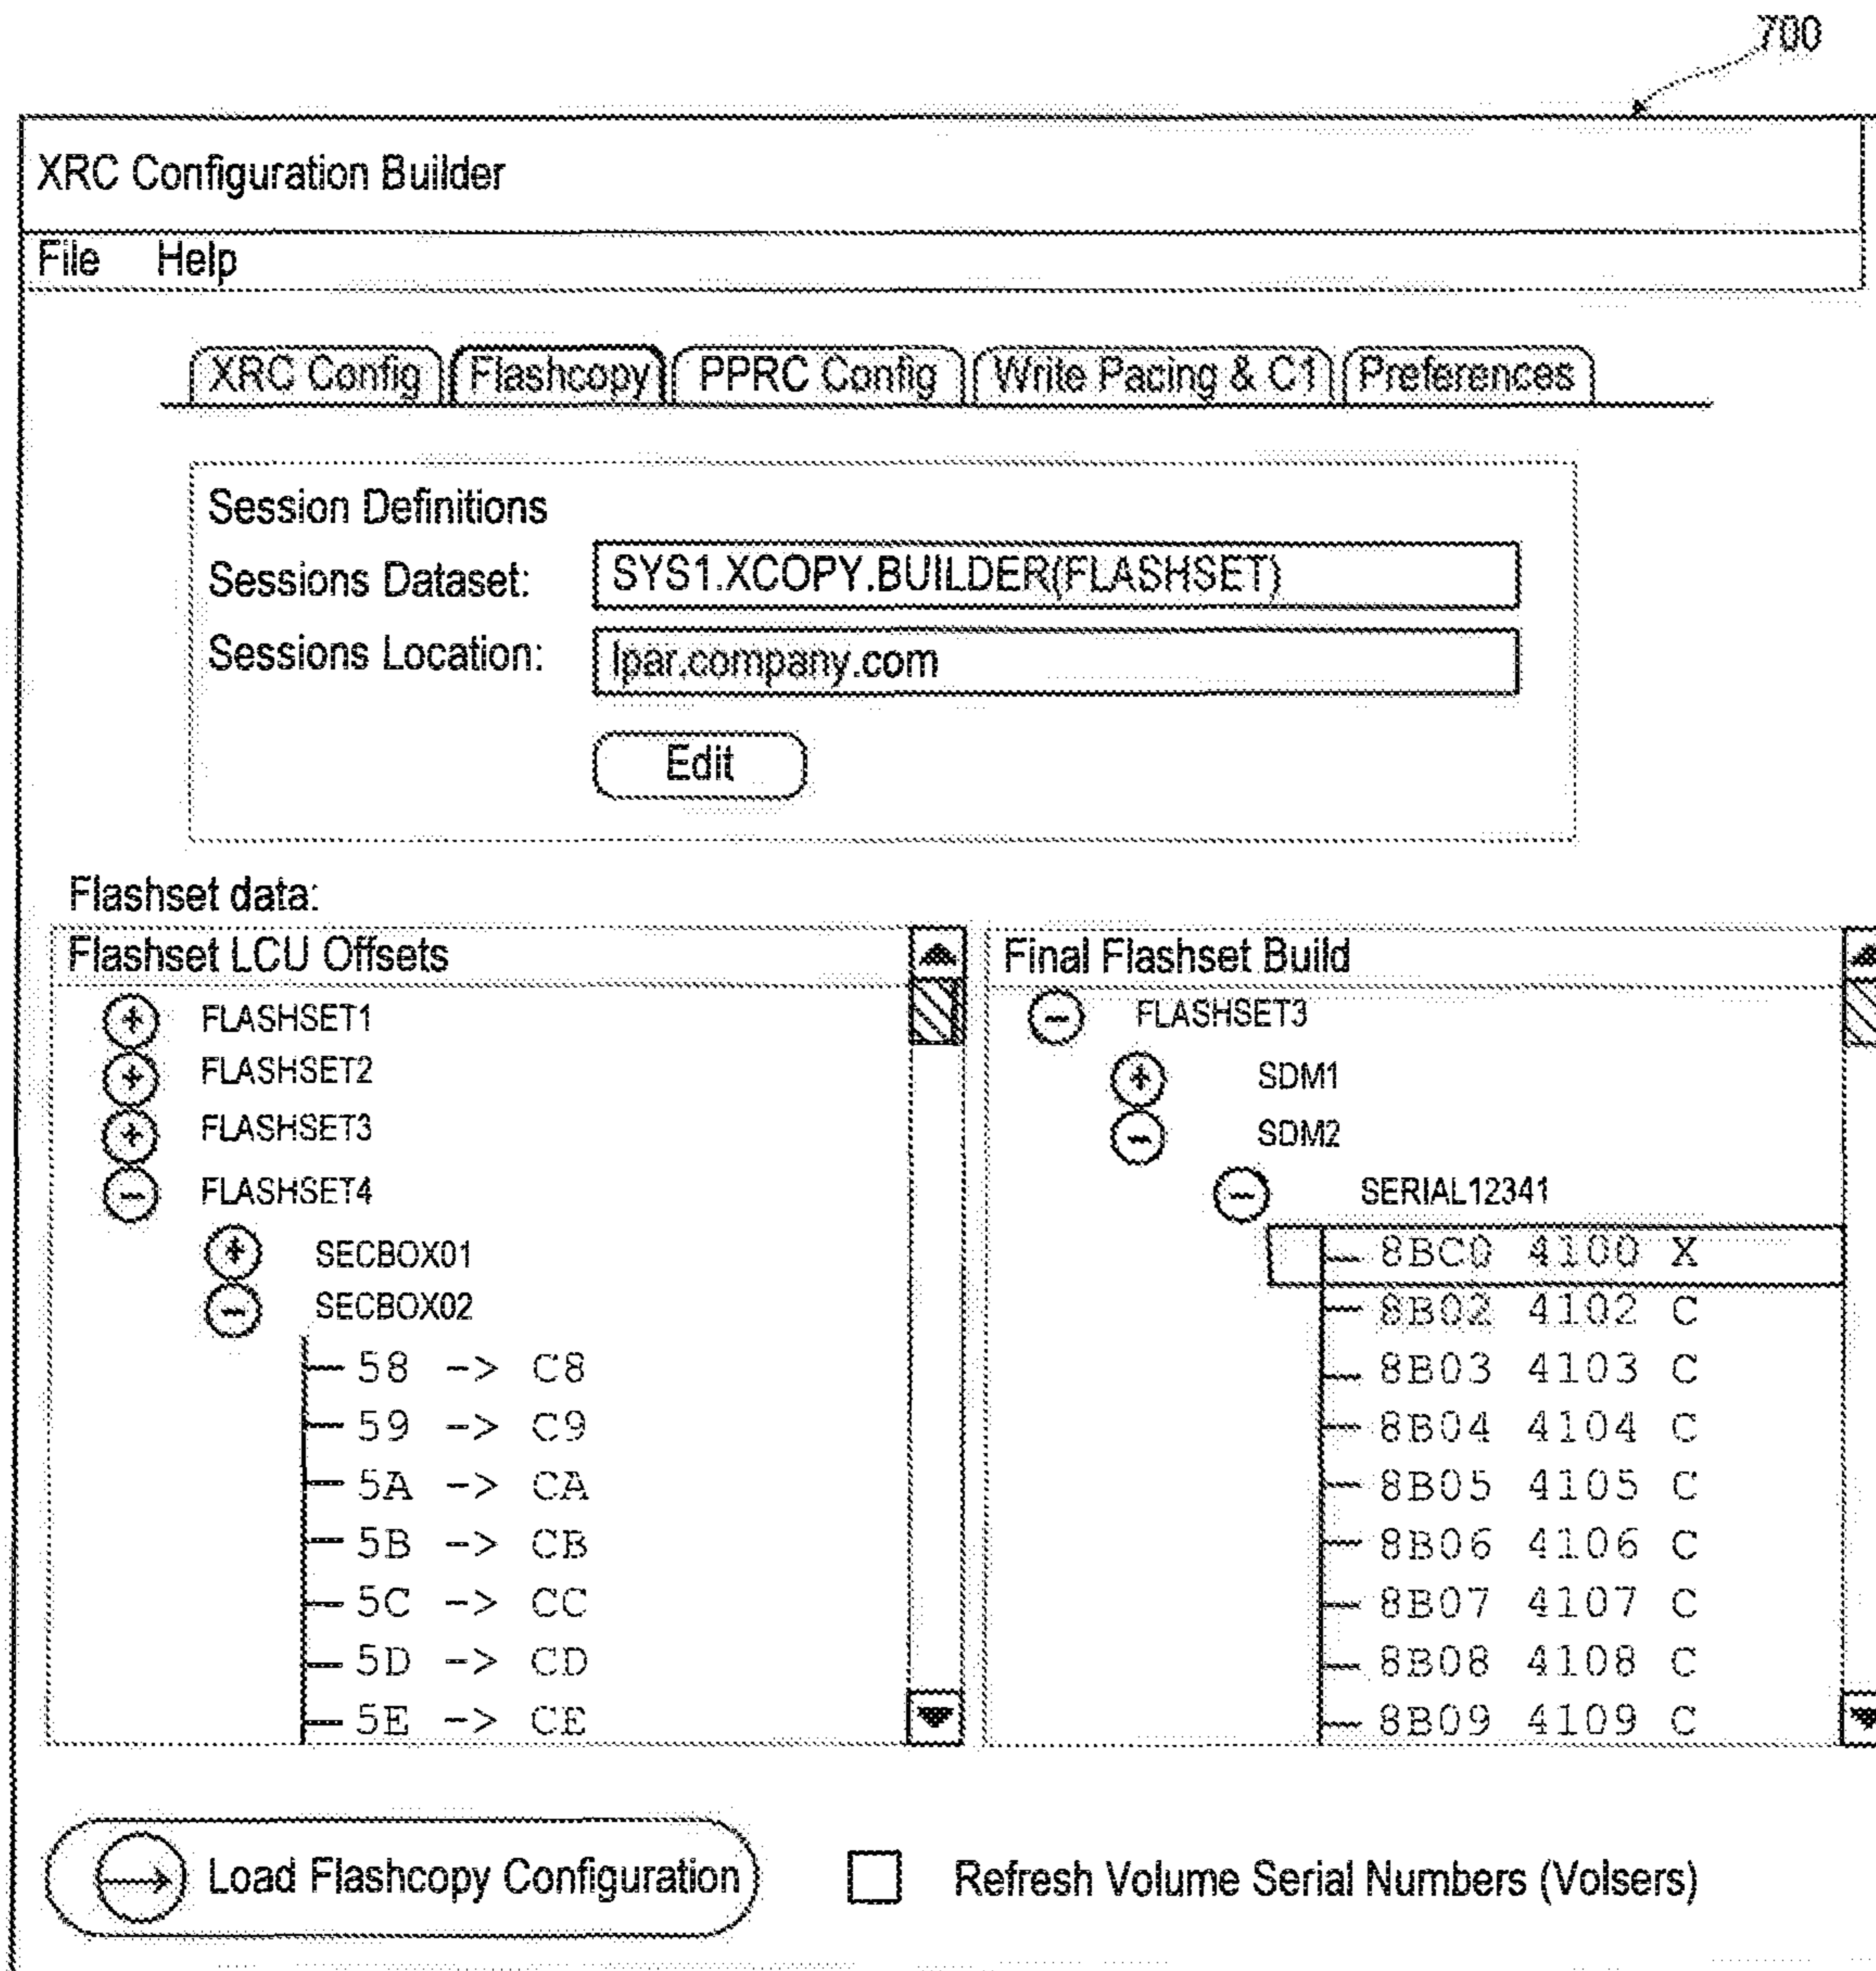 700
XRC Configuration Builder
File Help
XRC Config Flashcopy PPRC Config Write Pacing & C1 Preferences
Session Definitions
Sessions Dataset: SYS1.XCOPY.BUILDER(FLASHSET)
Sessions Location: lpar.company.com
Edit
Flashset data:
Flashset LCU Offsets
+ FLASHSET1
+ FLASHSET2
+ FLASHSET3
- FLASHSET4
+ SECBOX01
- SECBOX02
58 -> C8
59 -> C9
5A -> CA
5B -> CB
5C -> CC
5D -> CD
5E -> CE
Final Flashset Build
- FLASHSET3
+ SDM1
- SDM2
- SERIAL12341
8BC0 4100 X
8B02 4102 C
8B03 4103 C
8B04 4104 C
8B05 4105 C
8B06 4106 C
8B07 4107 C
8B08 4108 C
8B09 4109 C
Load Flashcopy Configuration
Refresh Volume Serial Numbers (Volsers)